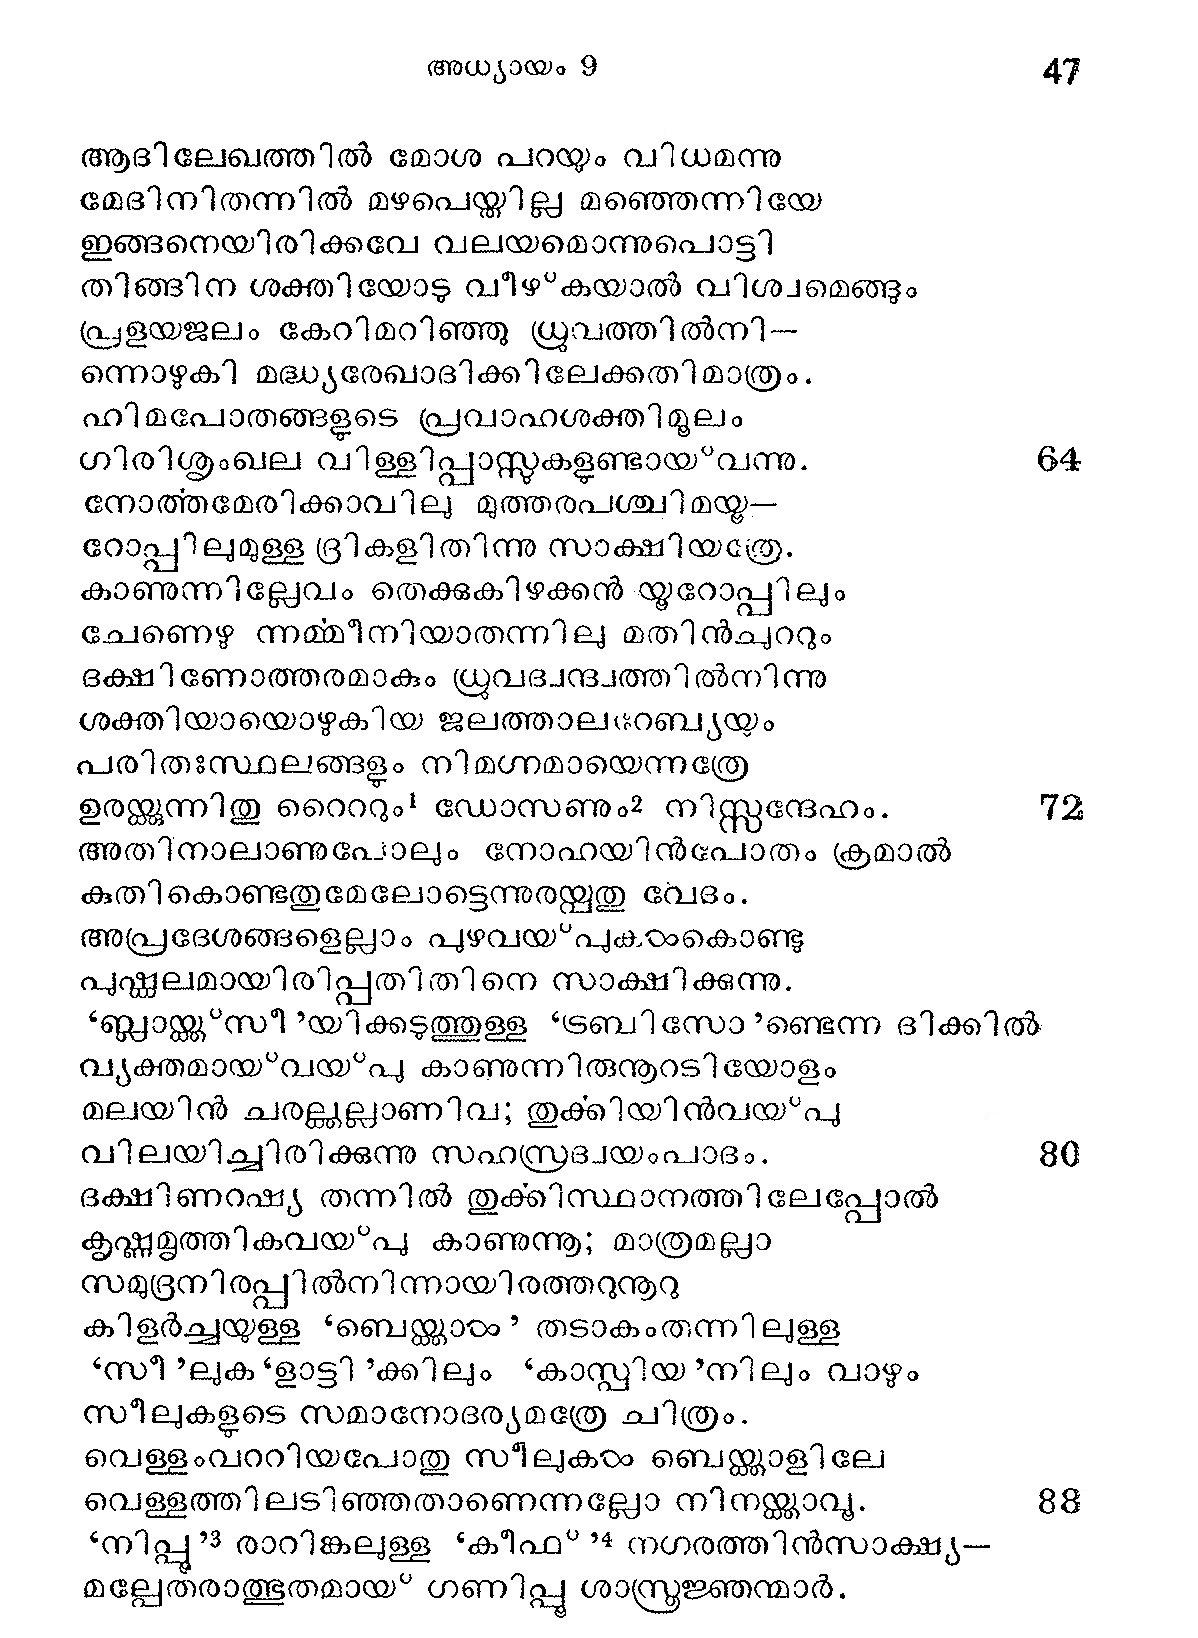 അധ്യായം 9 47
ആദിലേഖത്തിൽ മോശ പറയും വിധമന്നു
മേദിനിതന്നിൽ മഴപെയ്തില്ല മഞ്ഞെന്നിയേ
ഇങ്ങനെയിരിക്കവേ വലയമൊന്നുപൊട്ടി
തിങ്ങിന ശക്തിയോടു വീഴ്കയാൽ വിശ്വമെങ്ങും
പ്രളയജലം കേറിമറിഞ്ഞു ധ്രുവത്തിൽനി—
ന്നൊഴുകി മദ്ധ്യരേഖാദിക്കിലേക്കതിമാത്രം.
ഹിമപോതങ്ങളുടെ പ്രവാഹശക്തിമൂലം
ഗിരിശൃംഖല വിള്ളിപ്പാസ്സുകളുണ്ടായ്‌വന്നു. 64
നോർത്തമേരിക്കാവിലു മുത്തരപശ്ചിമയൂ—
റോപ്പിലുമുള്ള ദ്രികളിതിന്നു സാക്ഷിയത്രേ.
കാണുന്നില്ലേവം തെക്കുകിഴക്കൻ യൂറോപ്പിലും
ചേണെഴു ന്നർമ്മീനിയാതന്നിലു മതിൻചുററും
ദക്ഷിണോത്തരമാകും ധ്രുവദ്വന്ദ്വത്തിൽനിന്നു
ശക്തിയായൊഴുകിയ ജലത്താലറേബ്യയും
പരിതഃസ്ഥലങ്ങളും നിമഗ്നമായെന്നത്രേ
ഉരയ്ക്കുന്നിതു റൈററും¹ ഡോസണും² നിസ്സന്ദേഹം. 72
അതിനാലാണുപോലും നോഹയിൻപോതം ക്രമാൽ
കുതികൊണ്ടതുമേലോട്ടെന്നുരയ്പതു വേദം.
അപ്രദേശങ്ങളെല്ലാം പുഴവയ്പുകൾകൊണ്ടു
പുഷ്കലമായിരിപ്പതിതിനെ സാക്ഷിക്കുന്നു.
‘ബ്ലായ്ക്ക്‌സീ’യിക്കടുത്തുള്ള ‘ട്രബിസോ’ണ്ടെന്ന ദിക്കിൽ
വ്യക്തമായ്‌വയ്പു കാണുന്നിരുനൂറടിയോളം
മലയിൻ ചരല്ലല്ലാണിവ; തുർക്കിയിൻവയ്പു
വിലയിച്ചിരിക്കുന്നു സഹസ്രദ്വയംപാദം. 80
ദക്ഷിണറഷ്യ തന്നിൽ തുർക്കിസ്ഥാനത്തിലേപ്പോൽ
കൃഷ്ണമൃത്തികവയ്പു കാണുന്നൂ; മാത്രമല്ലാ
സമുദ്രനിരപ്പിൽനിന്നായിരത്തറുനൂറു
കിളർച്ചയുള്ള ‘ബെയ്ക്കാൾ’ തടാകംതന്നിലുള്ള
‘സീ’ലുക‘ളാട്ടി’ക്കിലും ‘കാസ്പിയ’നിലും വാഴും
സീലുകളുടെ സമാനോദര്യമത്രേ ചിത്രം.
വെള്ളംവററിയപോതു സീലുകൾ ബെയ്ക്കാളിലേ
വെള്ളത്തിലടിഞ്ഞതാണെന്നല്ലോ നിനയ്ക്കാവൂ. 88
‘നിപ്പൂ’³ രാറിങ്കലുള്ള ‘കീഫ്’⁴ നഗരത്തിൻസാക്ഷ്യ—
മല്ലേതരാത്ഭുതമായ് ഗണിപ്പൂ ശാസ്ത്രജ്ഞന്മാർ.